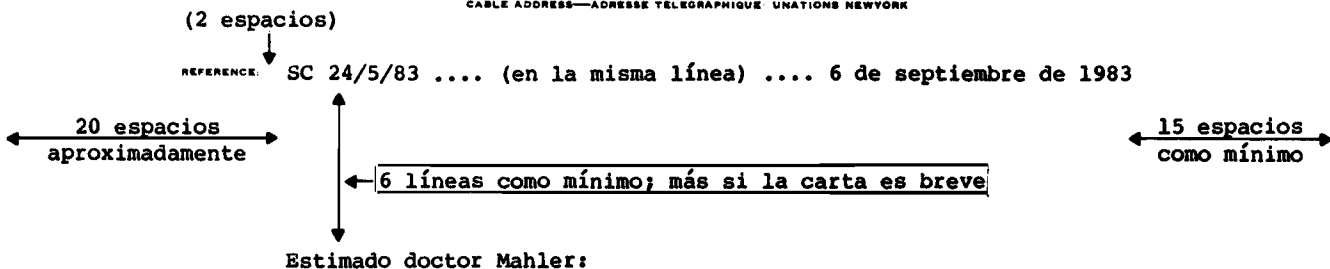 CABLE ADDRESS—ADRESSE TELEGRAPHIQUE: UNATIONS NEWYORK
(2 espacios)
REFERENCE: SC 24/5/83 .... (en la misma línea) .... 6 de septiembre de 1983
20 espacios aproximadamente
15 espacios como mínimo
6 líneas como mínimo; más si la carta es breve
Estimado doctor Mahler: